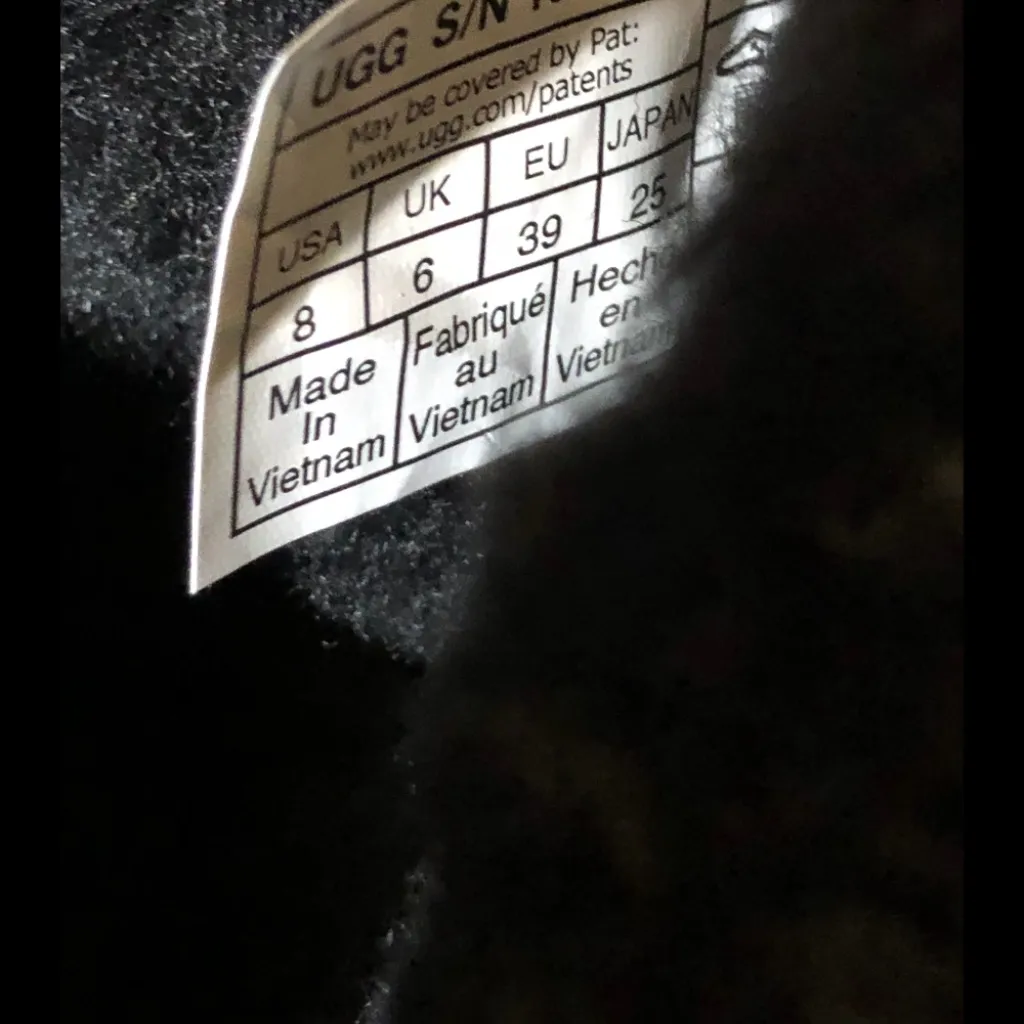 UGG S/N
May be covered by Pat:
www.ugg.com/patents
USA UK EU JAPAN
8 6 39 25
Made
In
Vietnam
Fabriqué
au
Vietnam
Hecho
en
Vietnam